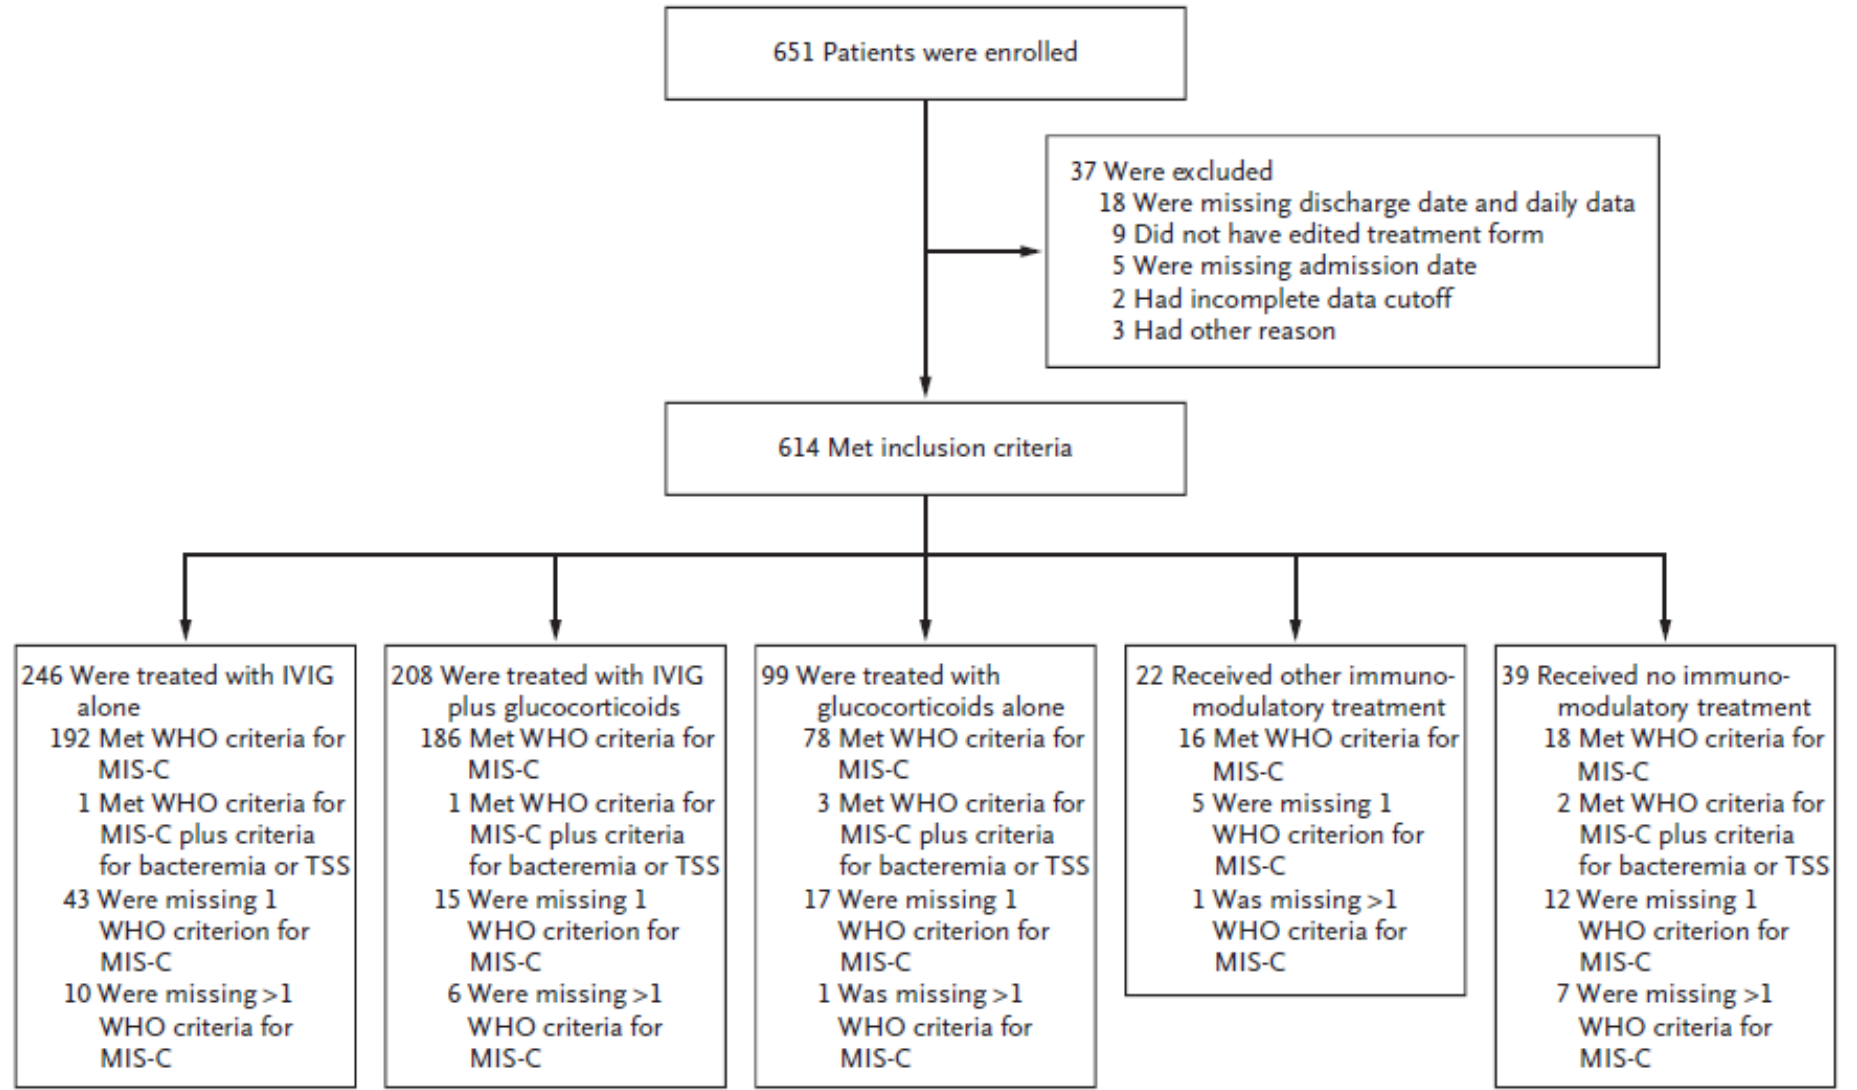 651 Patients were enrolled
37 Were excluded
18 Were missing discharge date and daily data
9 Did not have edited treatment form
5 Were missing admission date
2 Had incomplete data cutoff
3 Had other reason
614 Met inclusion criteria
246 Were treated with IVIG
alone
192 Met WHO criteria for
MIS-C
1 Met WHO criteria for
MIS-C plus criteria
for bacteremia or TSS
43 Were missing 1
WHO criterion for
MIS-C
10 Were missing >1
WHO criteria for
MIS-C
208 Were treated with IVIG
plus glucocorticoids
186 Met WHO criteria for
MIS-C
1 Met WHO criteria for
MIS-C plus criteria
for bacteremia or TSS
15 Were missing 1
WHO criterion for
MIS-C
6 Were missing >1
WHO criteria for
MIS-C
99 Were treated with
glucocorticoids alone
78 Met WHO criteria for
MIS-C
3 Met WHO criteria for
MIS-C plus criteria
for bacteremia or TSS
17 Were missing 1
WHO criterion for
MIS-C
1 Was missing >1
WHO criteria for
MIS-C
22 Received other immuno-
modulatory treatment
16 Met WHO criteria for
MIS-C
5 Were missing 1
WHO criterion for
MIS-C
1 Was missing >1
WHO criteria for
MIS-C
39 Received no immuno-
modulatory treatment
18 Met WHO criteria for
MIS-C
2 Met WHO criteria for
MIS-C plus criteria
for bacteremia or TSS
12 Were missing 1
WHO criterion for
MIS-C
7 Were missing >1
WHO criteria for
MIS-C